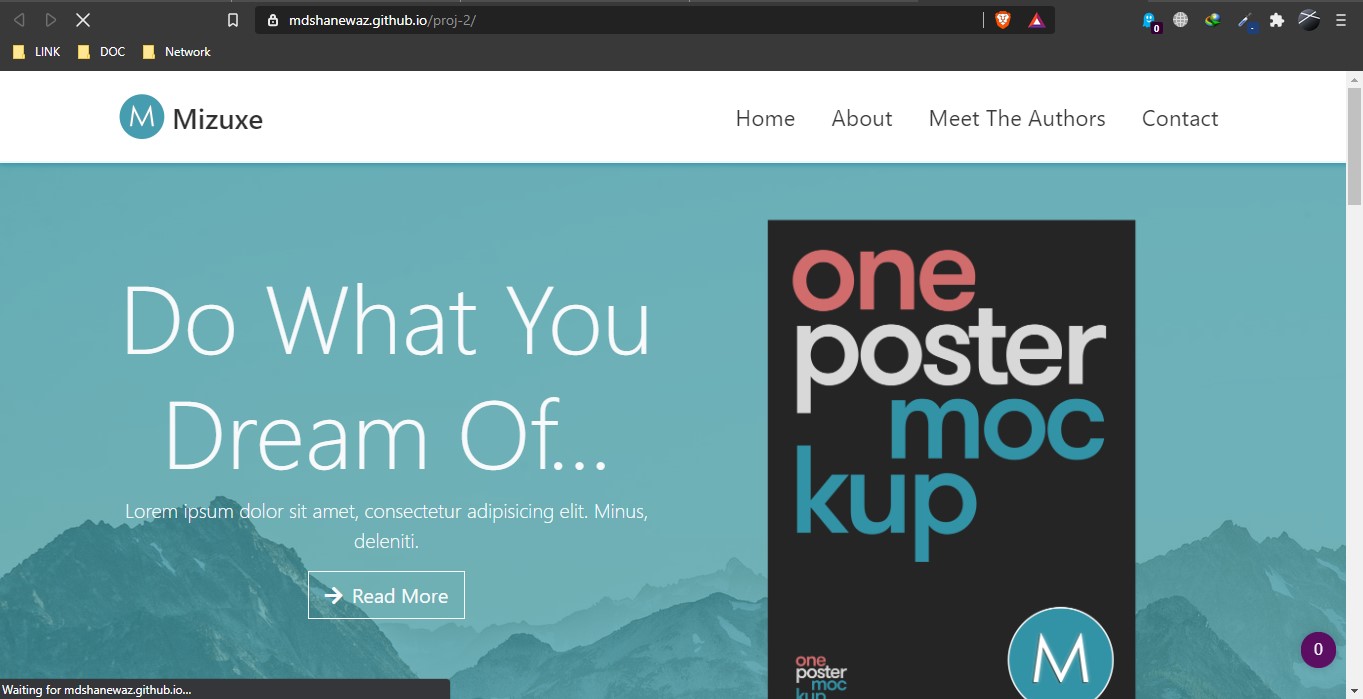 mdshanewaz.github.io/proj-2/
0
LINK DOC Network
M Mizuxe
Home About Meet The Authors Contact
Do What You
Dream Of...
Lorem ipsum dolor sit amet, consectetur adipisicing elit. Minus,
deleniti.
Read More
one
poster
moc
kup
one
poster
moc
kup
M
0
Waiting for mdshanewaz.github.io...